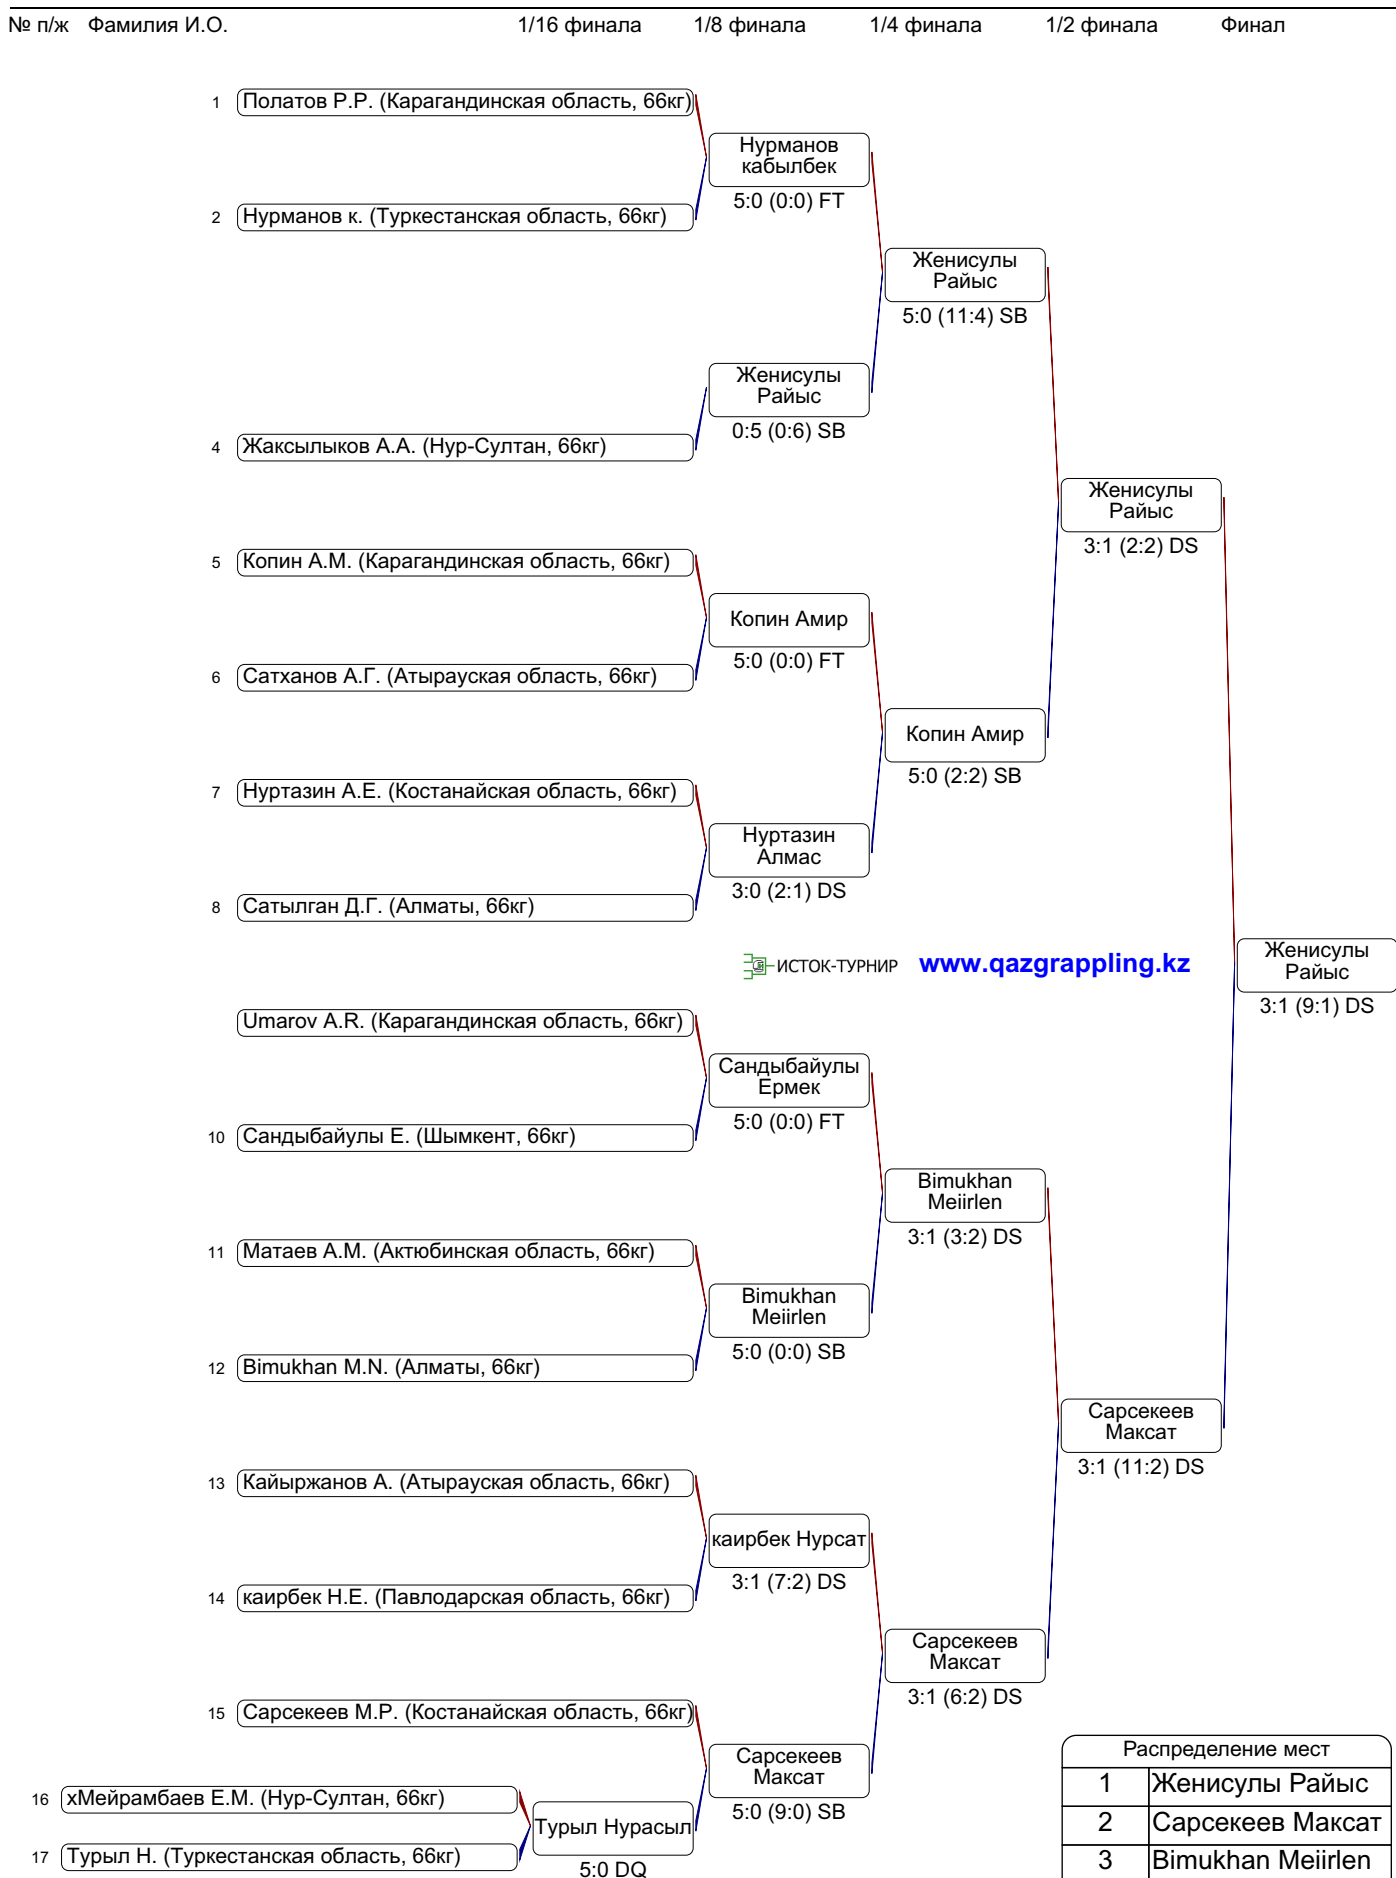 № п/ж Фамилия И.О. 1/16 финала 1/8 финала 1/4 финала 1/2 финала Финал
1 Полатов Р.Р. (Карагандинская область, 66кг)
Нурманов
кабылбек
5:0 (0:0) FT
2 Нурманов к. (Туркестанская область, 66кг)
Женисулы
Райыс
5:0 (11:4) SB
Женисулы
Райыс
0:5 (0:6) SB
4 Жаксылыков А.А. (Нур-Султан, 66кг)
Женисулы
Райыс
3:1 (2:2) DS
5 Копин А.М. (Карагандинская область, 66кг)
Копин Амир
5:0 (0:0) FT
6 Сатханов А.Г. (Атырауская область, 66кг)
Копин Амир
5:0 (2:2) SB
7 Нуртазин А.Е. (Костанайская область, 66кг)
Нуртазин
Алмас
3:0 (2:1) DS
8 Сатылган Д.Г. (Алматы, 66кг)
ИСТОК-ТУРНИР www.qazgrappling.kz
Женисулы
Райыс
3:1 (9:1) DS
Umarov A.R. (Карагандинская область, 66кг)
Сандыбайулы
Ермек
5:0 (0:0) FT
10 Сандыбайулы Е. (Шымкент, 66кг)
Bimukhan
Meiirlen
3:1 (3:2) DS
11 Матаев А.М. (Актюбинская область, 66кг)
Bimukhan
Meiirlen
5:0 (0:0) SB
12 Bimukhan M.N. (Алматы, 66кг)
Сарсекеев
Максат
3:1 (11:2) DS
13 Кайыржанов А. (Атырауская область, 66кг)
каирбек Нурсат
3:1 (7:2) DS
14 каирбек Н.Е. (Павлодарская область, 66кг)
Сарсекеев
Максат
3:1 (6:2) DS
15 Сарсекеев М.Р. (Костанайская область, 66кг)
Сарсекеев
Максат
5:0 (9:0) SB
16 хМейрамбаев Е.М. (Нур-Султан, 66кг)
Турыл Нурасыл
5:0 DQ
17 Турыл Н. (Туркестанская область, 66кг)
Распределение мест
1 Женисулы Райыс
2 Сарсекеев Максат
3 Bimukhan Meiirlen